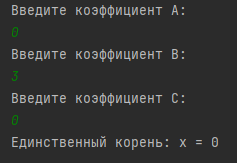 Введите коэффициент A:
0
Введите коэффициент B:
3
Введите коэффициент C:
0
Единственный корень: x = 0